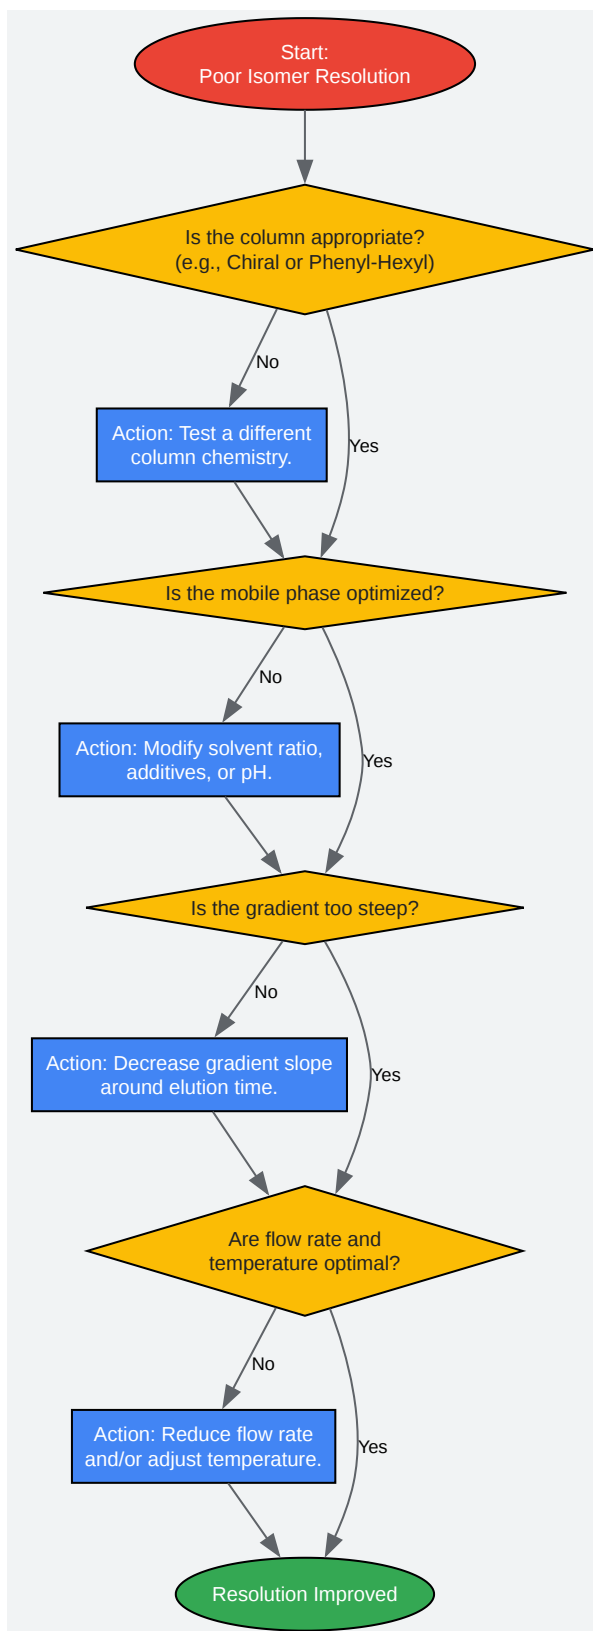 Start:
Poor Isomer Resolution
Is the column appropriate?
(e.g., Chiral or Phenyl-Hexyl)
No
Action: Test a different
column chemistry.
Yes
Is the mobile phase optimized?
No
Action: Modify solvent ratio,
additives, or pH.
Yes
Is the gradient too steep?
No
Action: Decrease gradient slope
around elution time.
Yes
Are flow rate and
temperature optimal?
No
Action: Reduce flow rate
and/or adjust temperature.
Yes
Resolution Improved